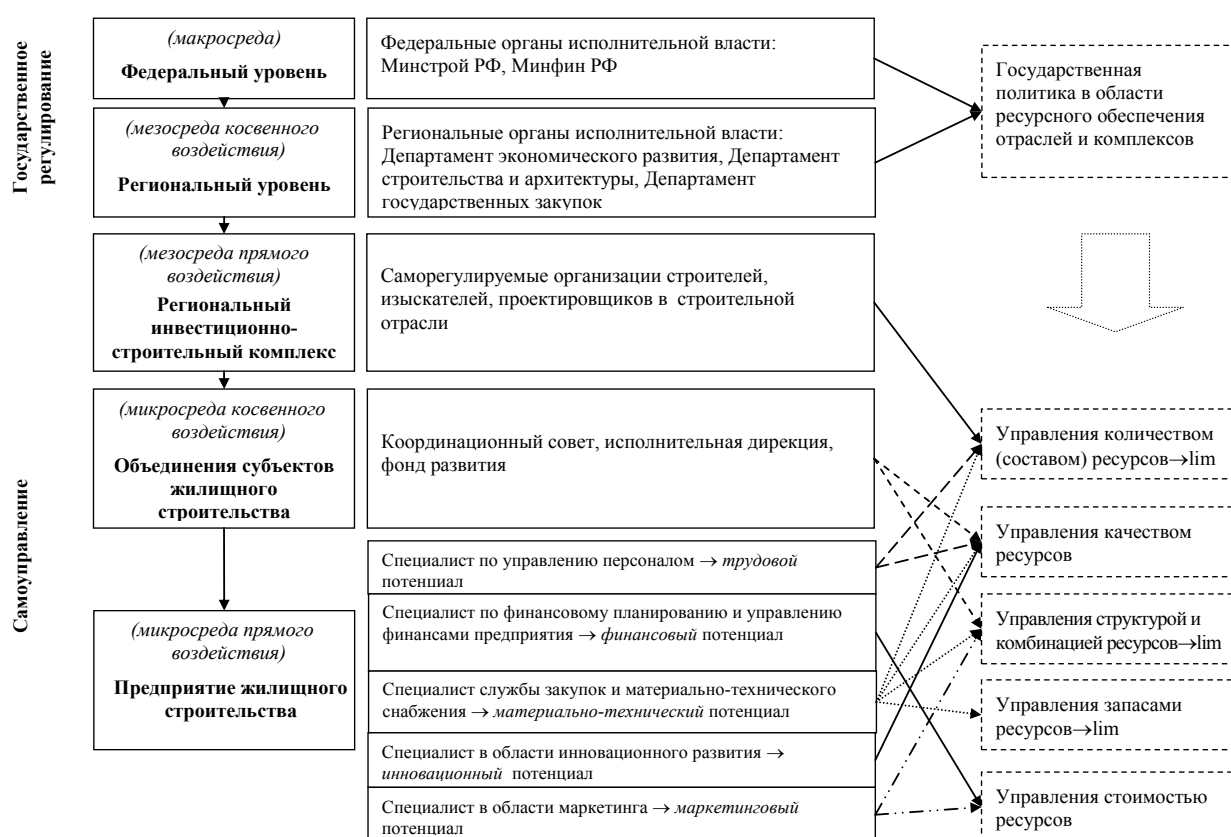 Государственное
регулирование
(макросреда)
Федеральный уровень
Федеральные органы исполнительной власти:
Минстрой РФ, Минфин РФ
Государственная
политика в области
ресурсного обеспечения
отраслей и комплексов
(мезосреда косвенного
воздействия)
Региональный уровень
Региональные органы исполнительной власти:
Департамент экономического развития, Департамент
строительства и архитектуры, Департамент
государственных закупок
Самоуправление
(мезосреда прямого
воздействия)
Региональный
инвестиционно-
строительный комплекс
Саморегулируемые организации строителей,
изыскателей, проектировщиков в строительной
отрасли
(микросреда косвенного
воздействия)
Объединения субъектов
жилищного
строительства
Координационный совет, исполнительная дирекция,
фонд развития
(микросреда прямого
воздействия)
Предприятие жилищного
строительства
Специалист по управлению персоналом → трудовой
потенциал
Специалист по финансовому планированию и управлению
финансами предприятия → финансовый потенциал
Специалист службы закупок и материально-технического
снабжения → материально-технический потенциал
Специалист в области инновационного развития →
инновационный потенциал
Специалист в области маркетинга → маркетинговый
потенциал
Управления количеством
(составом) ресурсов→lim
Управления качеством
ресурсов
Управления структурой и
комбинацией ресурсов→lim
Управления запасами
ресурсов→lim
Управления стоимостью
ресурсов